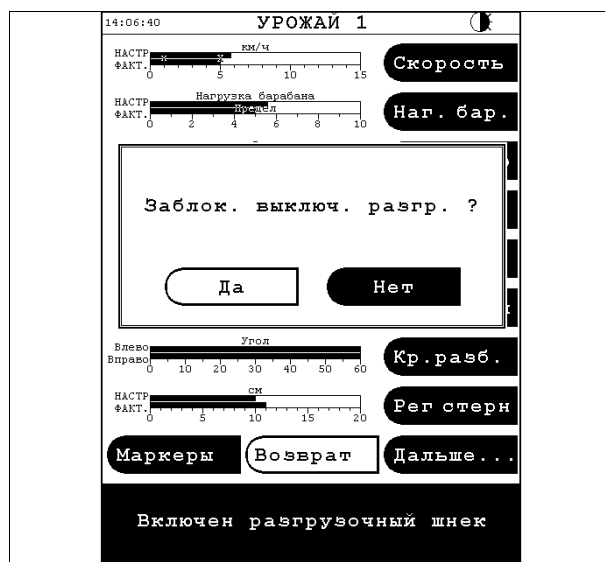 14:06:40 УРОЖАЙ 1
км/ч
НАСТР
ФАКТ.
0 5 10 15
Скорость
Нагрузка барабана
НАСТР
Предел
ФАКТ.
0 2 4 6 8 10
Наг. бар.
Заблок. выключ. разгр. ?
Да Нет
Угол
Влево
Вправо
0 10 20 30 40 50 60
Кр.разб.
см
НАСТР
ФАКТ.
0 5 10 15 20
Рег стерн
Маркеры Возврат Дальше...
Включен разгрузочный шнек